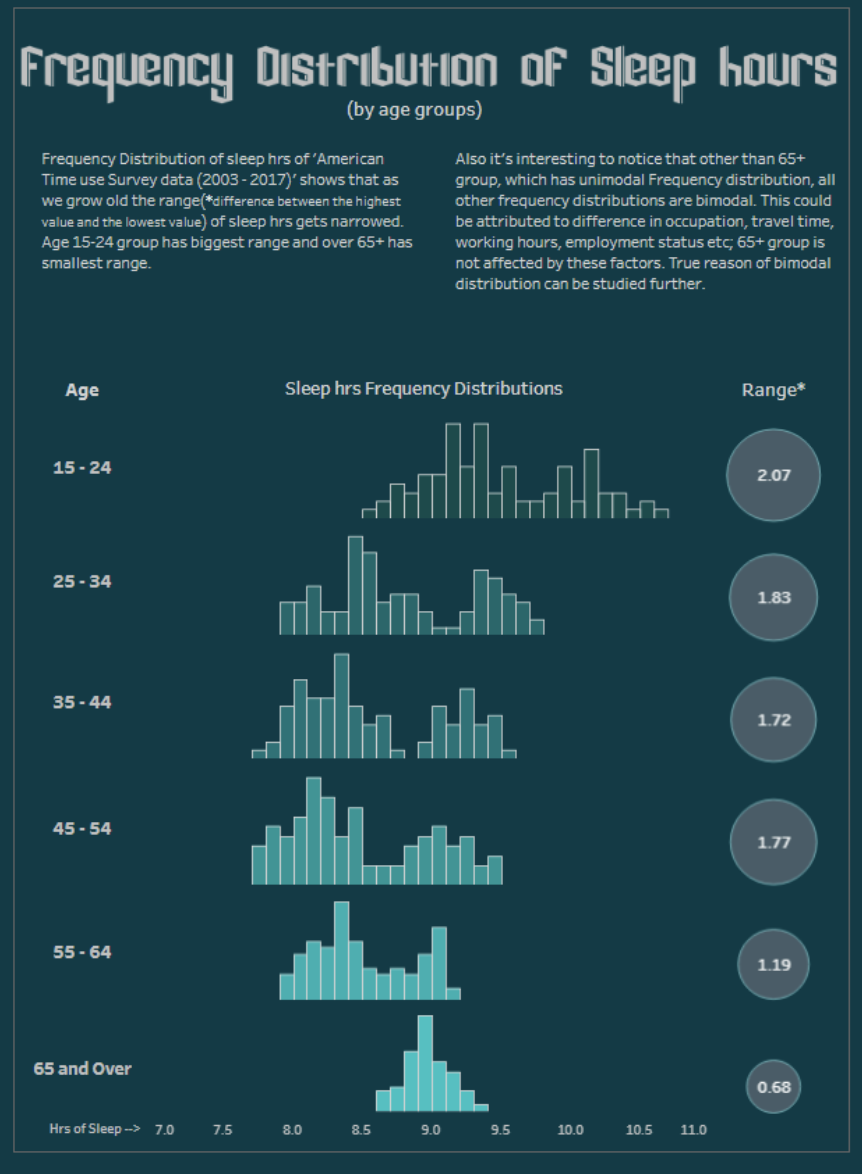 Frequency Distribution of Sleep hours
(by age groups)
Frequency Distribution of sleep hrs of 'American
Time use Survey data (2003 - 2017)' shows that as
we grow old the range(*difference between the highest
value and the lowest value) of sleep hrs gets narrowed.
Age 15-24 group has biggest range and over 65+ has
smallest range.
Also it's interesting to notice that other than 65+
group, which has unimodal Frequency distribution, all
other frequency distributions are bimodal. This could
be attributed to difference in occupation, travel time,
working hours, employment status etc; 65+ group is
not affected by these factors. True reason of bimodal
distribution can be studied further.
Age Sleep hrs Frequency Distributions Range*
15 - 24 2.07
25 - 34 1.83
35 - 44 1.72
45 - 54 1.77
55 - 64 1.19
65 and Over 0.68
Hrs of Sleep --> 7.0 7.5 8.0 8.5 9.0 9.5 10.0 10.5 11.0